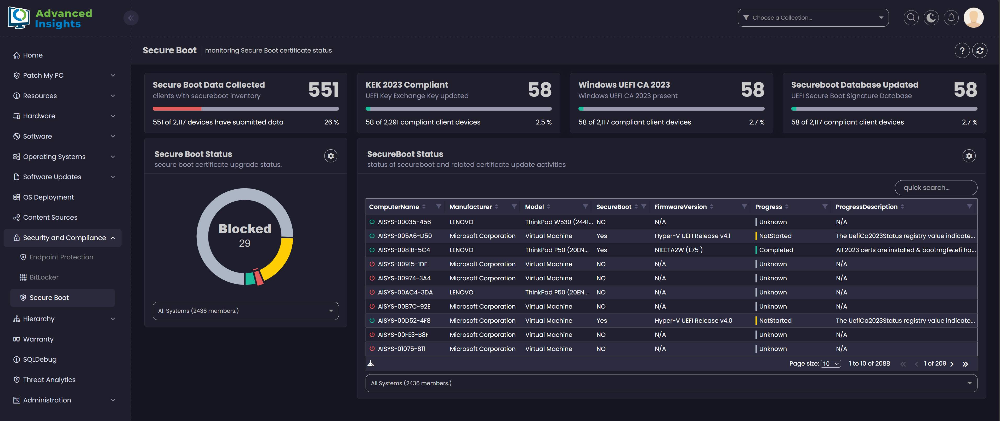 Advanced
Insights
Choose a Collection...
Home
Patch My PC
Resources
Hardware
Software
Operating Systems
Software Updates
OS Deployment
Content Sources
Security and Compliance
Endpoint Protection
BitLocker
Secure Boot
Hierarchy
Warranty
SQLDebug
Threat Analytics
Administration
Secure Boot monitoring Secure Boot certificate status
?
Secure Boot Data Collected 551
clients with secureboot inventory
551 of 2,117 devices have submitted data 26 %
KEK 2023 Compliant 58
UEFI Key Exchange Key updated
58 of 2,291 compliant client devices 2.5 %
Windows UEFI CA 2023 58
Windows UEFI CA 2023 present
58 of 2,117 compliant client devices 2.7 %
Secureboot Database Updated 58
UEFI Secure Boot Signature Database
58 of 2,117 compliant client devices 2.7 %
Secure Boot Status
secure boot certificate upgrade status.
Blocked
29
All Systems (2436 members.)
SecureBoot Status
status of secureboot and related certificate update activities
quick search...
ComputerName Manufacturer Model SecureBoot FirmwareVersion Progress ProgressDescription
AISYS-00035-456 LENOVO ThinkPad W530 (2441... NO N/A Unknown N/A
AISYS-005A6-D50 Microsoft Corporation Virtual Machine Yes Hyper-V UEFI Release v4.1 NotStarted The UefiCa2023Status registry value indicate...
AISYS-0081B-5C4 LENOVO ThinkPad P50 (20EN... Yes N1EETA2W (1.75 ) Completed All 2023 certs are installed & bootmgfw.efi ha...
AISYS-00915-1DE Microsoft Corporation Virtual Machine NO N/A Unknown N/A
AISYS-00974-3A4 Microsoft Corporation Virtual Machine NO N/A Unknown N/A
AISYS-00AC4-3DA LENOVO ThinkPad P50 (20EN... NO N/A Unknown N/A
AISYS-00B7C-92E Microsoft Corporation Virtual Machine NO N/A Unknown N/A
AISYS-00D52-4F8 Microsoft Corporation Virtual Machine Yes Hyper-V UEFI Release v4.0 NotStarted The UefiCa2023Status registry value indicate...
AISYS-00FE3-B8F Microsoft Corporation Virtual Machine NO N/A Unknown N/A
AISYS-01075-811 Microsoft Corporation Virtual Machine NO N/A Unknown N/A
Page size: 10 1 to 10 of 2088 1 of 209
All Systems (2436 members.)